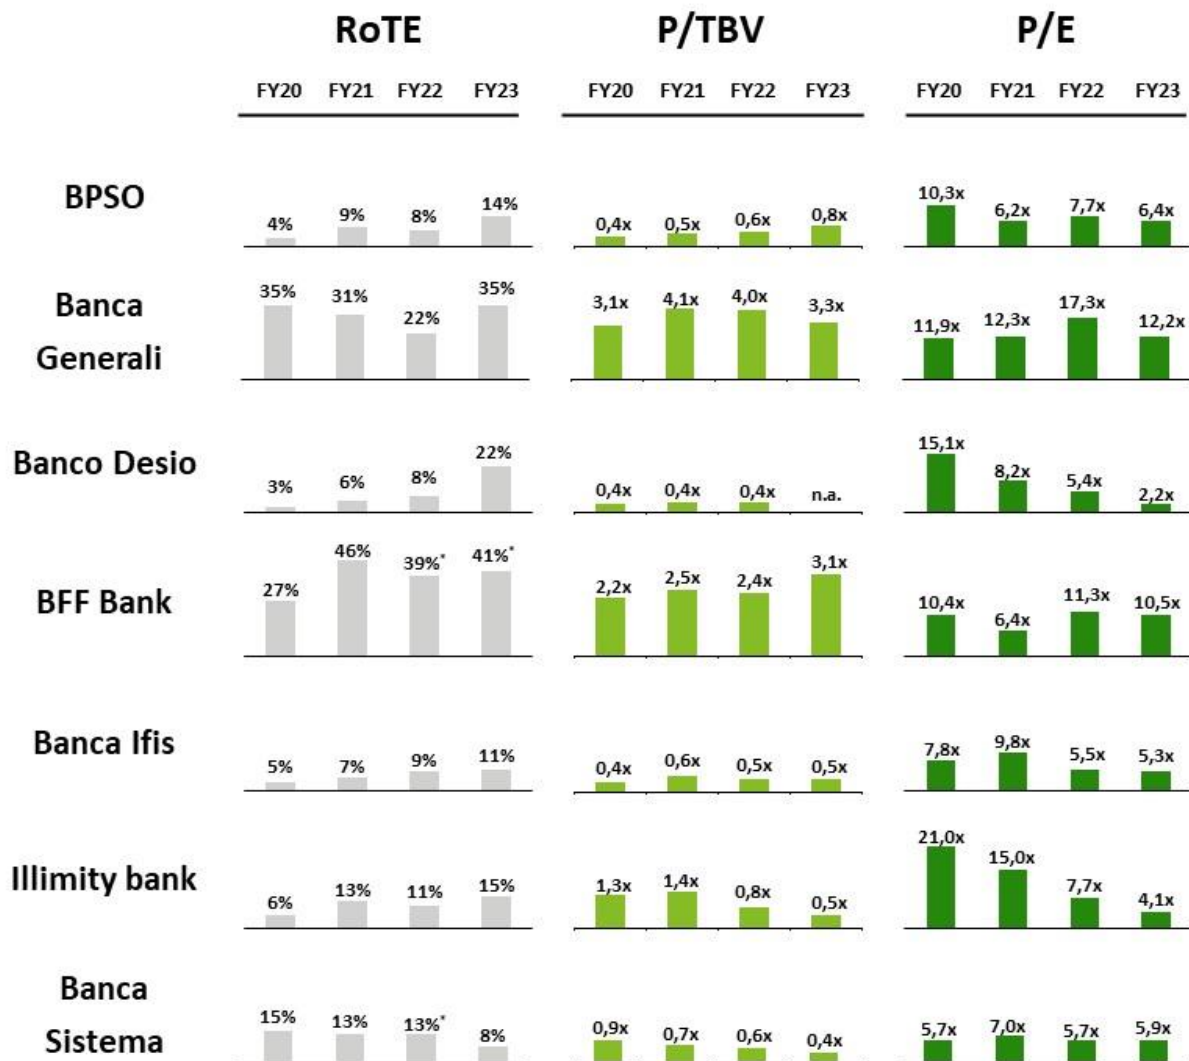 RoTE P/TBV P/E
FY20 FY21 FY22 FY23 FY20 FY21 FY22 FY23 FY20 FY21 FY22 FY23
BPSO 4% 9% 8% 14% 0,4x 0,5x 0,6x 0,8x 10,3x 6,2x 7,7x 6,4x
Banca
Generali 35% 31% 22% 35% 3,1x 4,1x 4,0x 3,3x 11,9x 12,3x 17,3x 12,2x
Banco Desio 3% 6% 8% 22% 0,4x 0,4x 0,4x n.a. 15,1x 8,2x 5,4x 2,2x
BFF Bank 27% 46% 39%* 41%* 2,2x 2,5x 2,4x 3,1x 10,4x 6,4x 11,3x 10,5x
Banca Ifis 5% 7% 9% 11% 0,4x 0,6x 0,5x 0,5x 7,8x 9,8x 5,5x 5,3x
Illimity bank 6% 13% 11% 15% 1,3x 1,4x 0,8x 0,5x 21,0x 15,0x 7,7x 4,1x
Banca
Sistema 15% 13% 13%* 8% 0,9x 0,7x 0,6x 0,4x 5,7x 7,0x 5,7x 5,9x